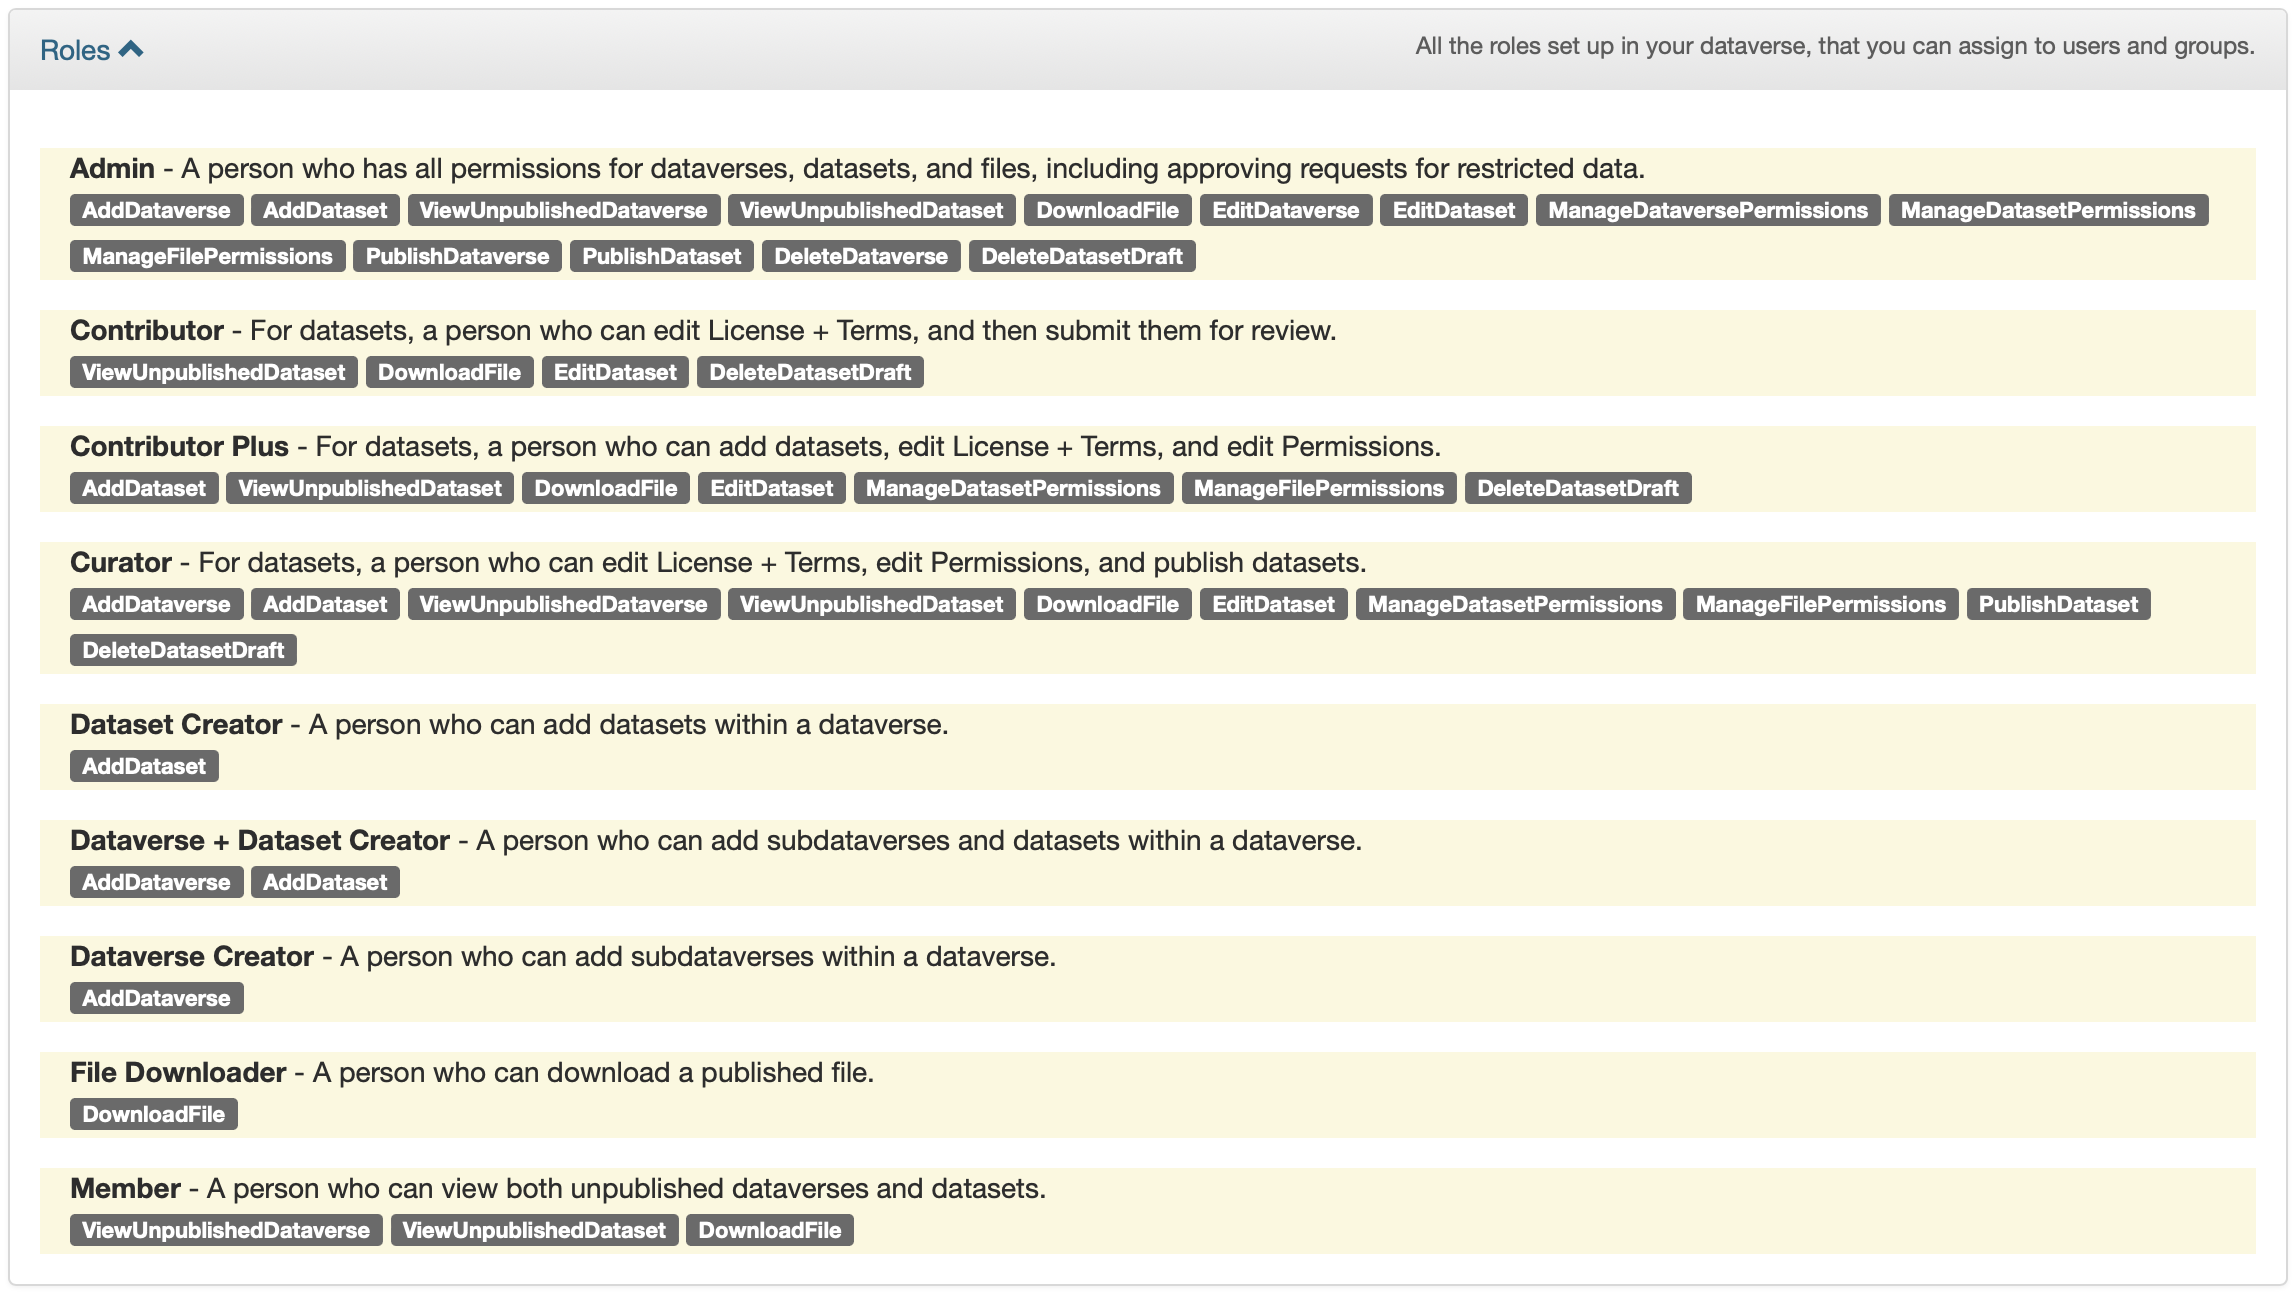 Roles
All the roles set up in your dataverse, that you can assign to users and groups.
Admin - A person who has all permissions for dataverses, datasets, and files, including approving requests for restricted data.
AddDataverse AddDataset ViewUnpublishedDataverse ViewUnpublishedDataset DownloadFile EditDataverse EditDataset ManageDataversePermissions ManageDatasetPermissions
ManageFilePermissions PublishDataverse PublishDataset DeleteDataverse DeleteDatasetDraft
Contributor - For datasets, a person who can edit License + Terms, and then submit them for review.
ViewUnpublishedDataset DownloadFile EditDataset DeleteDatasetDraft
Contributor Plus - For datasets, a person who can add datasets, edit License + Terms, and edit Permissions.
AddDataset ViewUnpublishedDataset DownloadFile EditDataset ManageDatasetPermissions ManageFilePermissions DeleteDatasetDraft
Curator - For datasets, a person who can edit License + Terms, edit Permissions, and publish datasets.
AddDataverse AddDataset ViewUnpublishedDataverse ViewUnpublishedDataset DownloadFile EditDataset ManageDatasetPermissions ManageFilePermissions PublishDataset
DeleteDatasetDraft
Dataset Creator - A person who can add datasets within a dataverse.
AddDataset
Dataverse + Dataset Creator - A person who can add subdataverses and datasets within a dataverse.
AddDataverse AddDataset
Dataverse Creator - A person who can add subdataverses within a dataverse.
AddDataverse
File Downloader - A person who can download a published file.
DownloadFile
Member - A person who can view both unpublished dataverses and datasets.
ViewUnpublishedDataverse ViewUnpublishedDataset DownloadFile